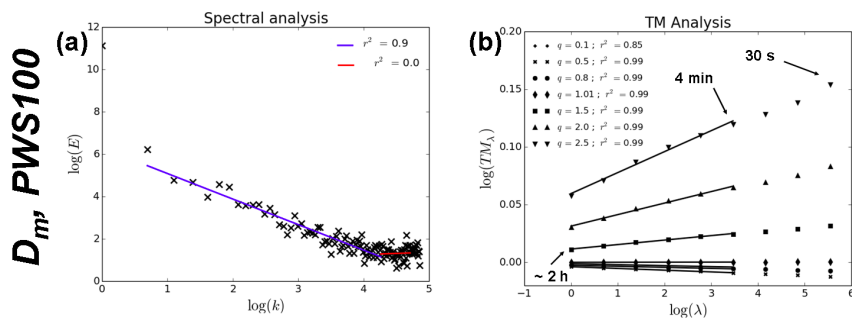 D_m, PWS100
(a)
Spectral analysis
12
10
8
6
4
2
0
log(E)
r² = 0.9
r² = 0.0
0 1 2 3 4 5
log(k)
(b)
TM Analysis
0.20
0.15
0.10
0.05
0.00
log(TM_λ)
q = 0.1 ; r² = 0.85
q = 0.5 ; r² = 0.99
q = 0.8 ; r² = 0.99
q = 1.01 ; r² = 0.99
q = 1.5 ; r² = 0.99
q = 2.0 ; r² = 0.99
q = 2.5 ; r² = 0.99
30 s
4 min
~ 2 h
−1 0 1 2 3 4 5 6
log(λ)